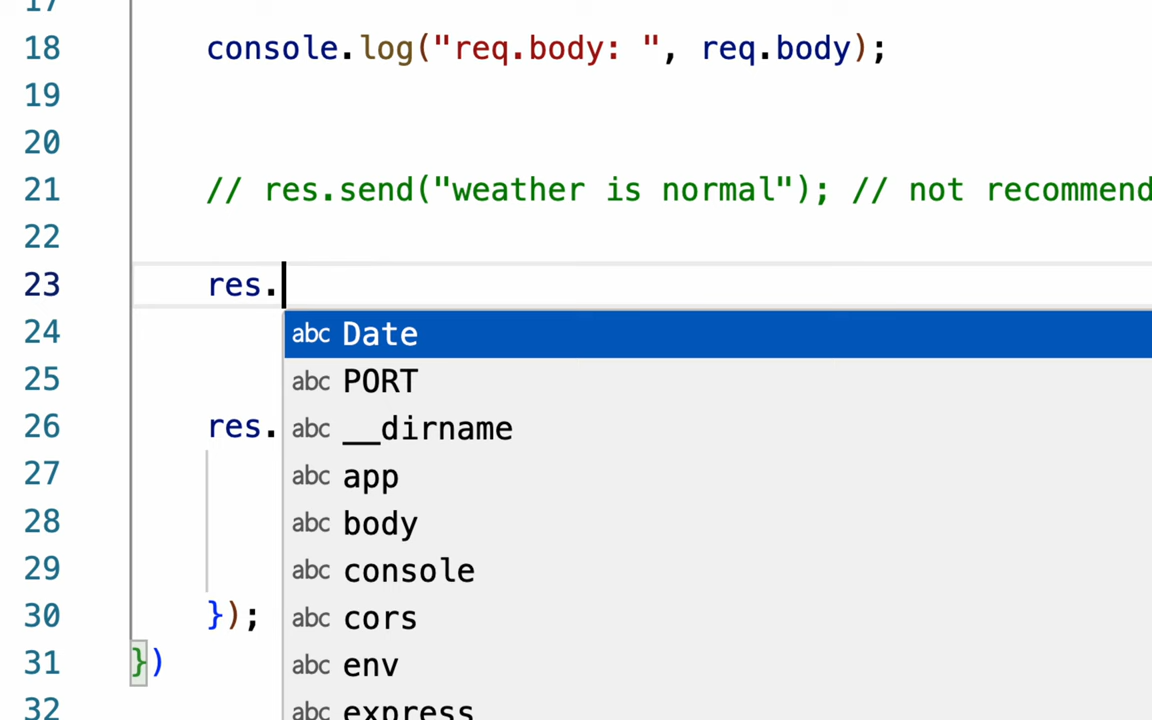 17
18 console.log("req.body: ", req.body);
19
20
21 // res.send("weather is normal"); // not recommend
22
23 res.
24 abc Date
25 abc PORT
26 res. abc __dirname
27 abc app
28 abc body
29 abc console
30 }); abc cors
31 }) abc env
32 abc express